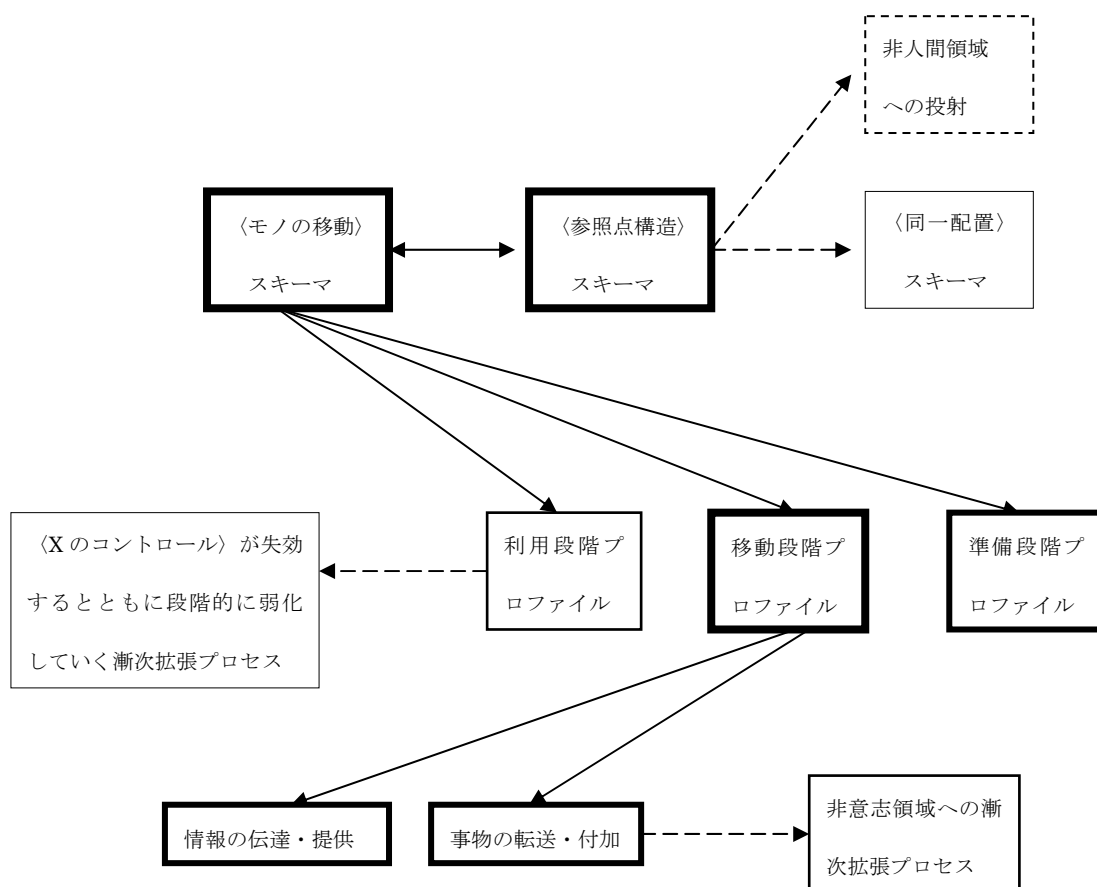 非人間領域
への投射
〈モノの移動〉
スキーマ
〈参照点構造〉
スキーマ
〈同一配置〉
スキーマ
〈X のコントロール〉が失効
するとともに段階的に弱化
していく漸次拡張プロセス
利用段階プ
ロファイル
移動段階プ
ロファイル
準備段階プ
ロファイル
情報の伝達・提供
事物の転送・付加
非意志領域への漸
次拡張プロセス